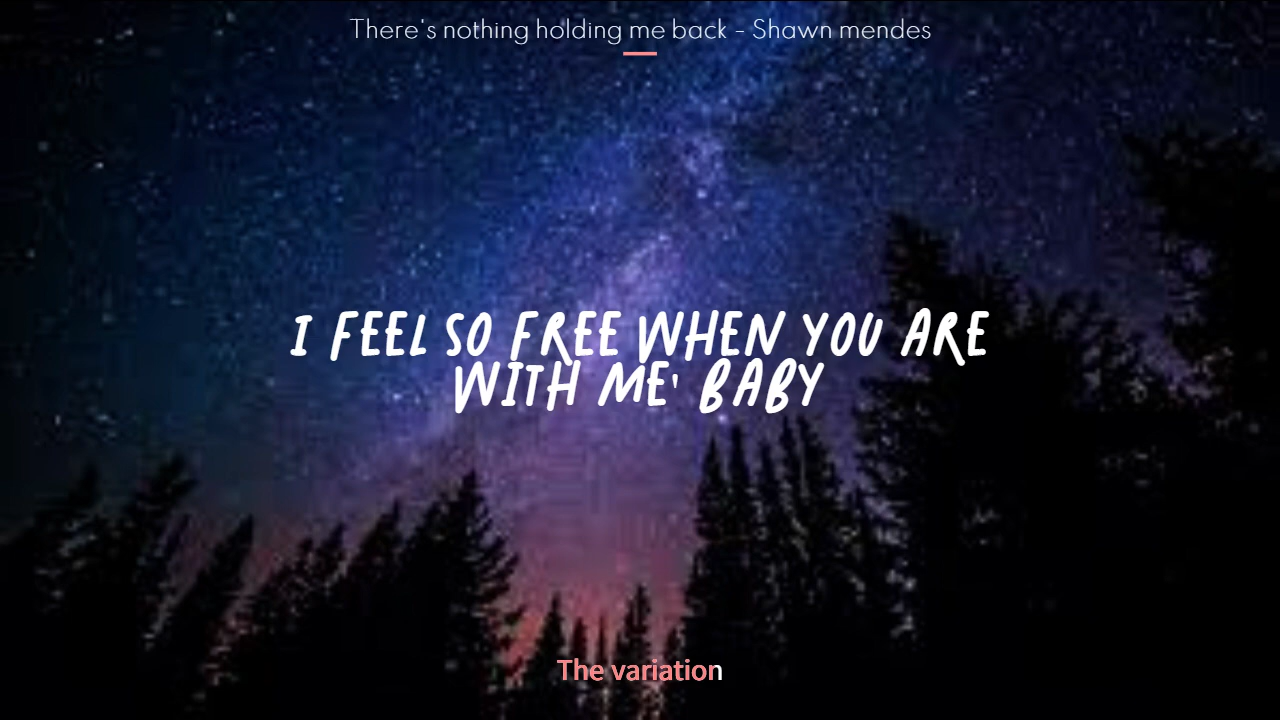 There's nothing holding me back - Shawn mendes
I FEEL SO FREE WHEN YOU ARE
WITH ME' BABY
The variation